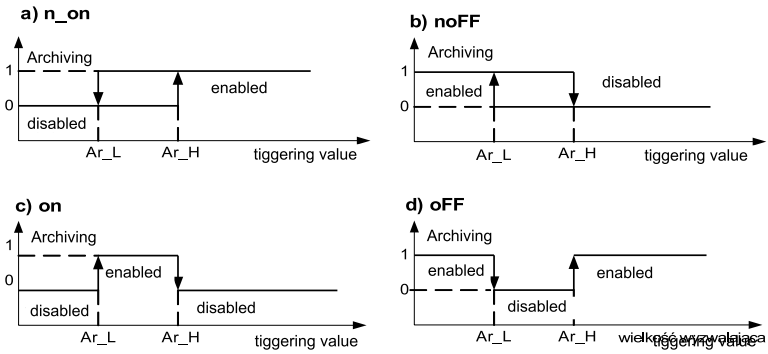 a) n_on
Archiving
1
enabled
0
disabled
Ar_L Ar_H tiggering value
b) noFF
Archiving
1
disabled
enabled
0
Ar_L Ar_H tiggering value
c) on
Archiving
1
enabled
0
disabled disabled
Ar_L Ar_H tiggering value
d) oFF
Archiving
1
enabled enabled
0
disabled
Ar_L Ar_H wielkość wyzwalająca
tiggering value